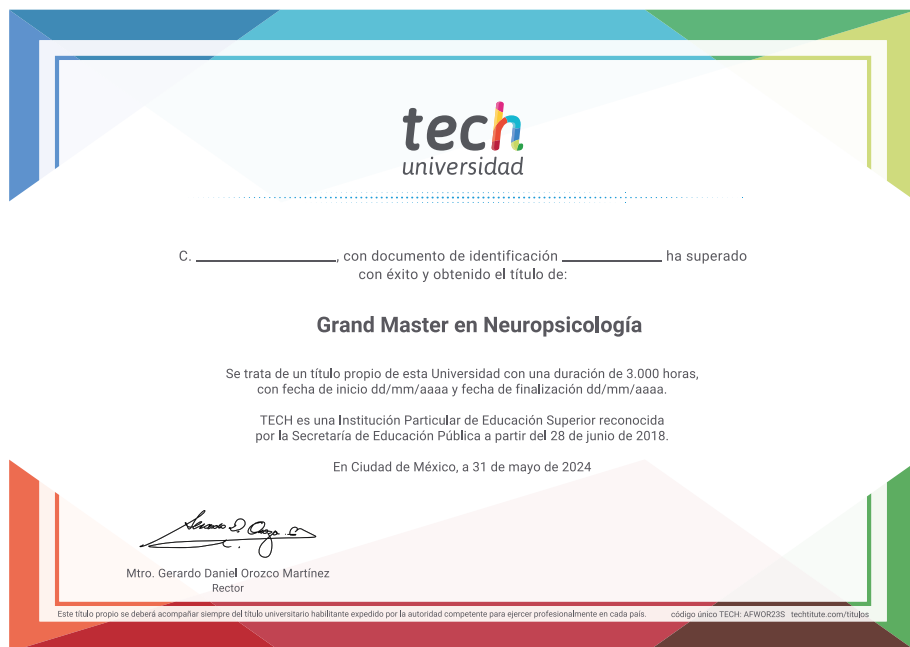 tech
universidad
C. ____________, con documento de identificación ____________ ha superado
con éxito y obtenido el título de:
Grand Master en Neuropsicología
Se trata de un título propio de esta Universidad con una duración de 3.000 horas,
con fecha de inicio dd/mm/aaaa y fecha de finalización dd/mm/aaaa.
TECH es una Institución Particular de Educación Superior reconocida
por la Secretaría de Educación Pública a partir del 28 de junio de 2018.
En Ciudad de México, a 31 de mayo de 2024
Mtro. Gerardo Daniel Orozco Martínez
Rector
Este título propio se deberá acompañar siempre del título universitario habilitante expedido por la autoridad competente para ejercer profesionalmente en cada país. código único TECH: AFWOR23S techtitute.com/titulos